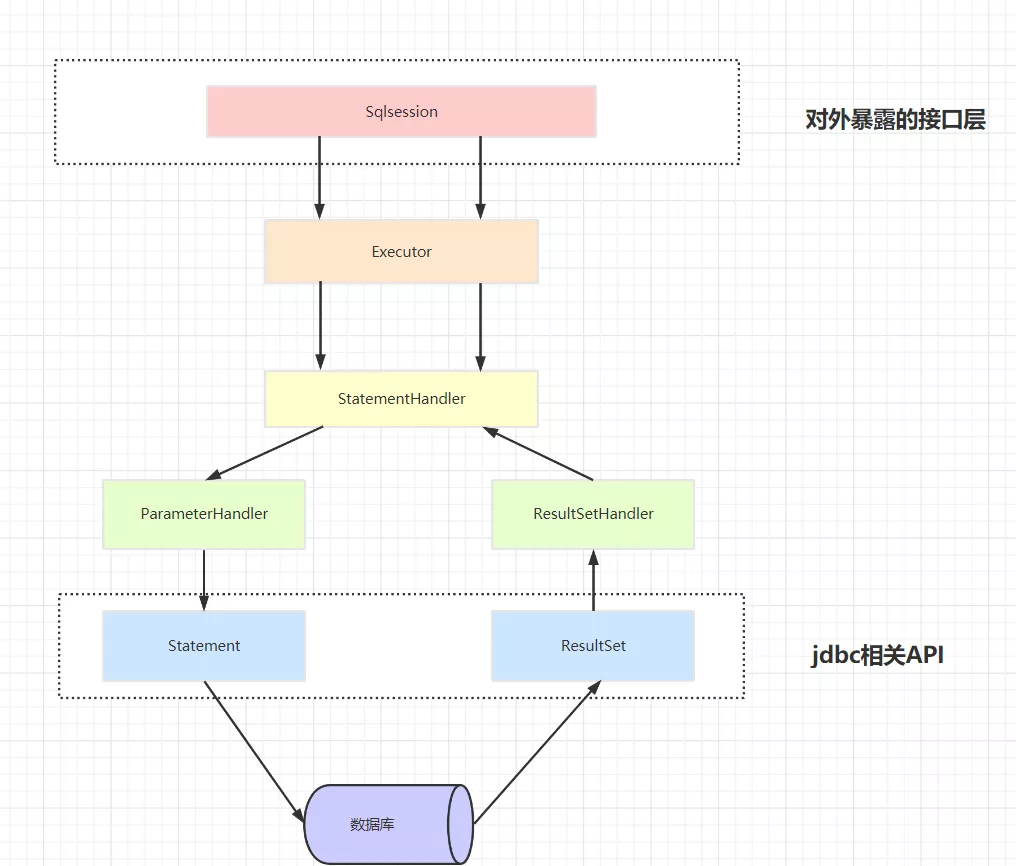 Sqlsession
对外暴露的接口层
Executor
StatementHandler
ParameterHandler
ResultSetHandler
Statement
ResultSet
jdbc相关API
数据库